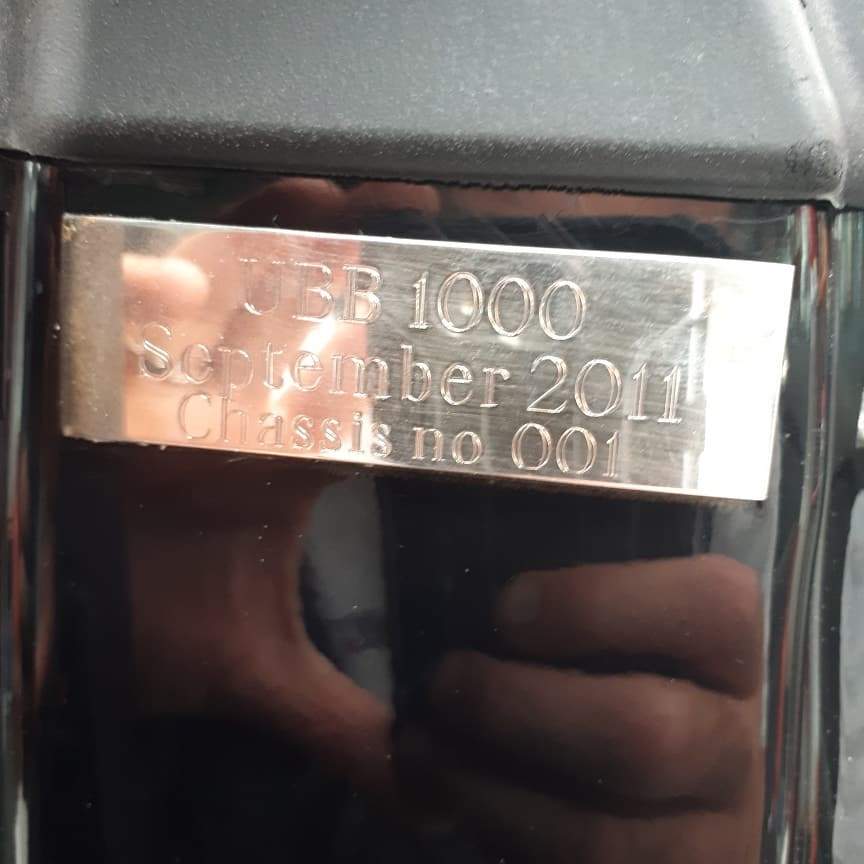 UBB 1000
September 2011
Chassis no 001